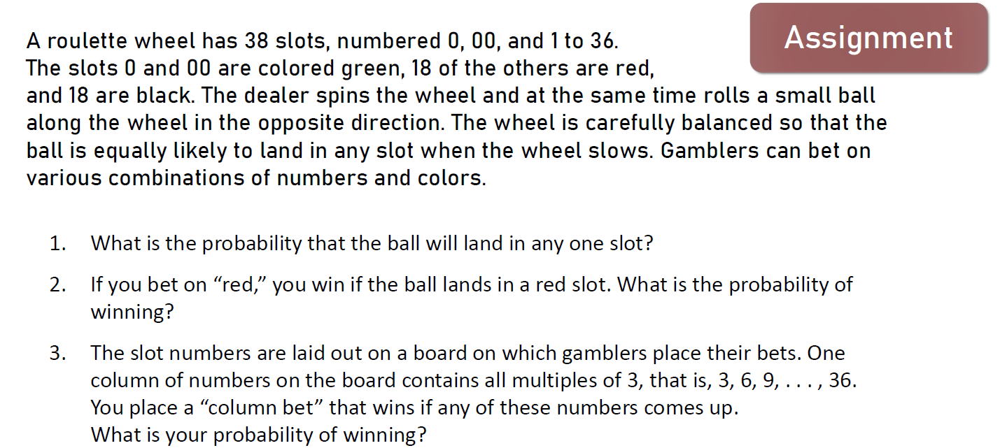 Assignment
A roulette wheel has 38 slots, numbered 0, 00, and 1 to 36.
The slots 0 and 00 are colored green, 18 of the others are red,
and 18 are black. The dealer spins the wheel and at the same time rolls a small ball
along the wheel in the opposite direction. The wheel is carefully balanced so that the
ball is equally likely to land in any slot when the wheel slows. Gamblers can bet on
various combinations of numbers and colors.
1. What is the probability that the ball will land in any one slot?
2. If you bet on “red,” you win if the ball lands in a red slot. What is the probability of
winning?
3. The slot numbers are laid out on a board on which gamblers place their bets. One
column of numbers on the board contains all multiples of 3, that is, 3, 6, 9, . . . , 36.
You place a “column bet” that wins if any of these numbers comes up.
What is your probability of winning?